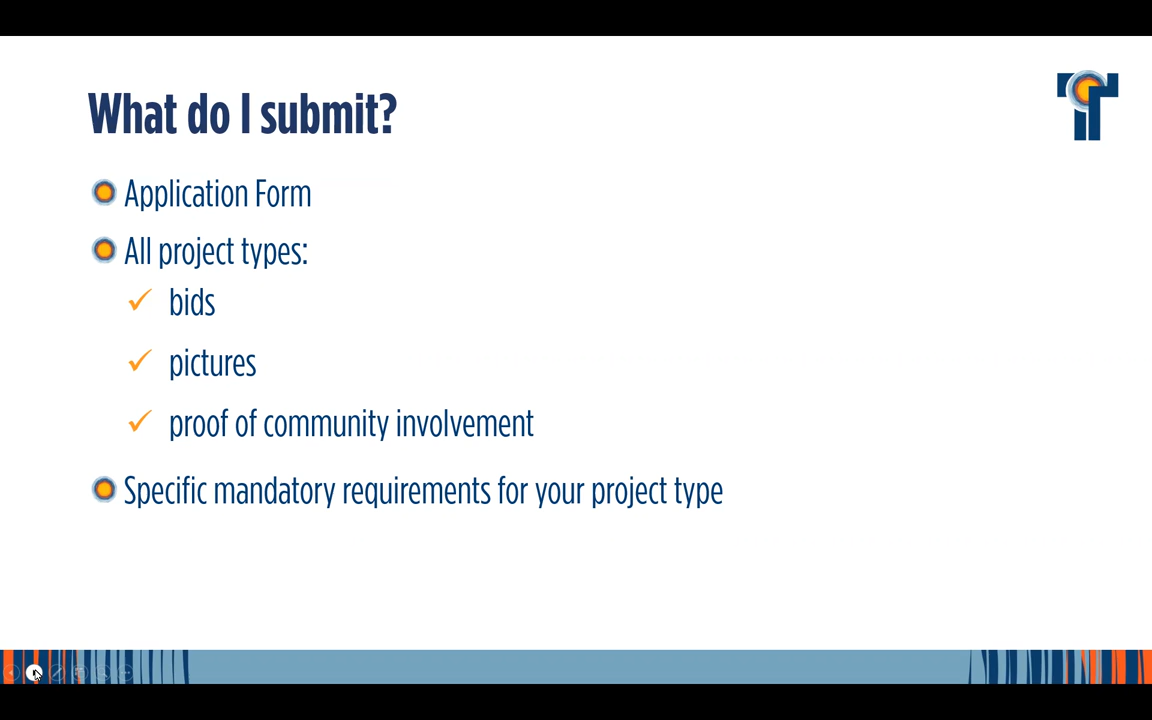 What do I submit?
Application Form
All project types:
bids
pictures
proof of community involvement
Specific mandatory requirements for your project type